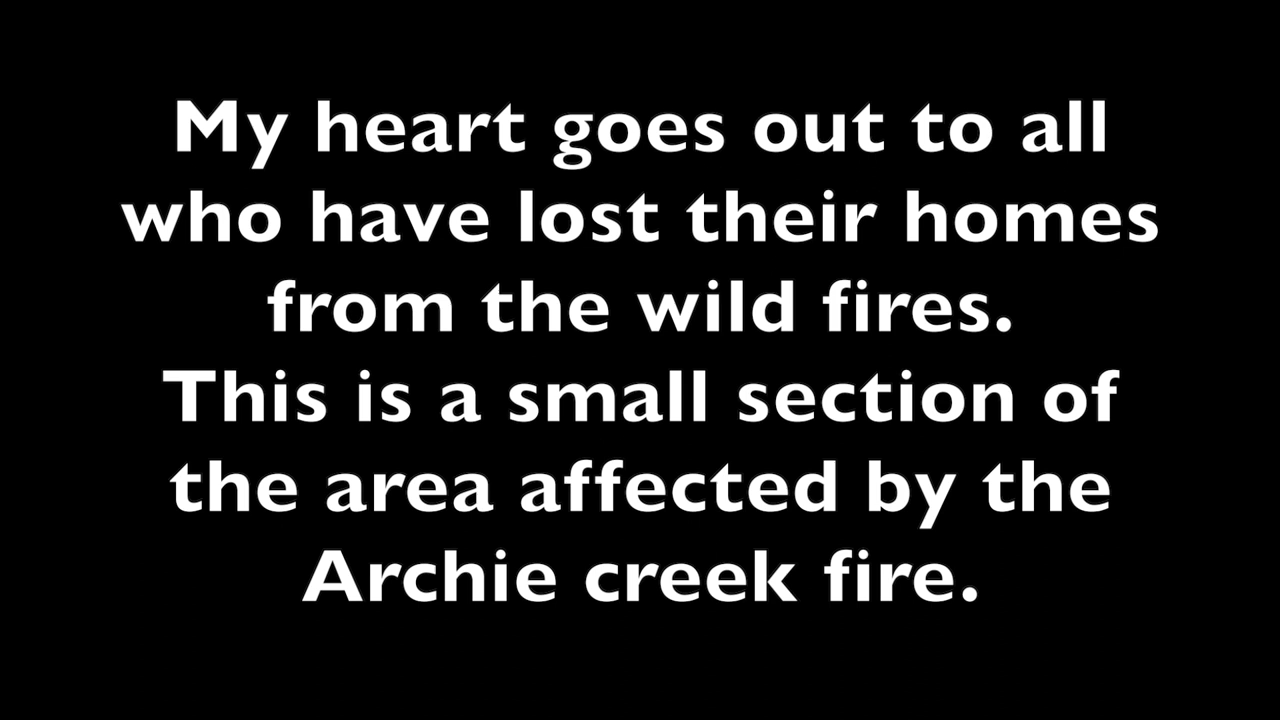 My heart goes out to all
who have lost their homes
from the wild fires.
This is a small section of
the area affected by the
Archie creek fire.